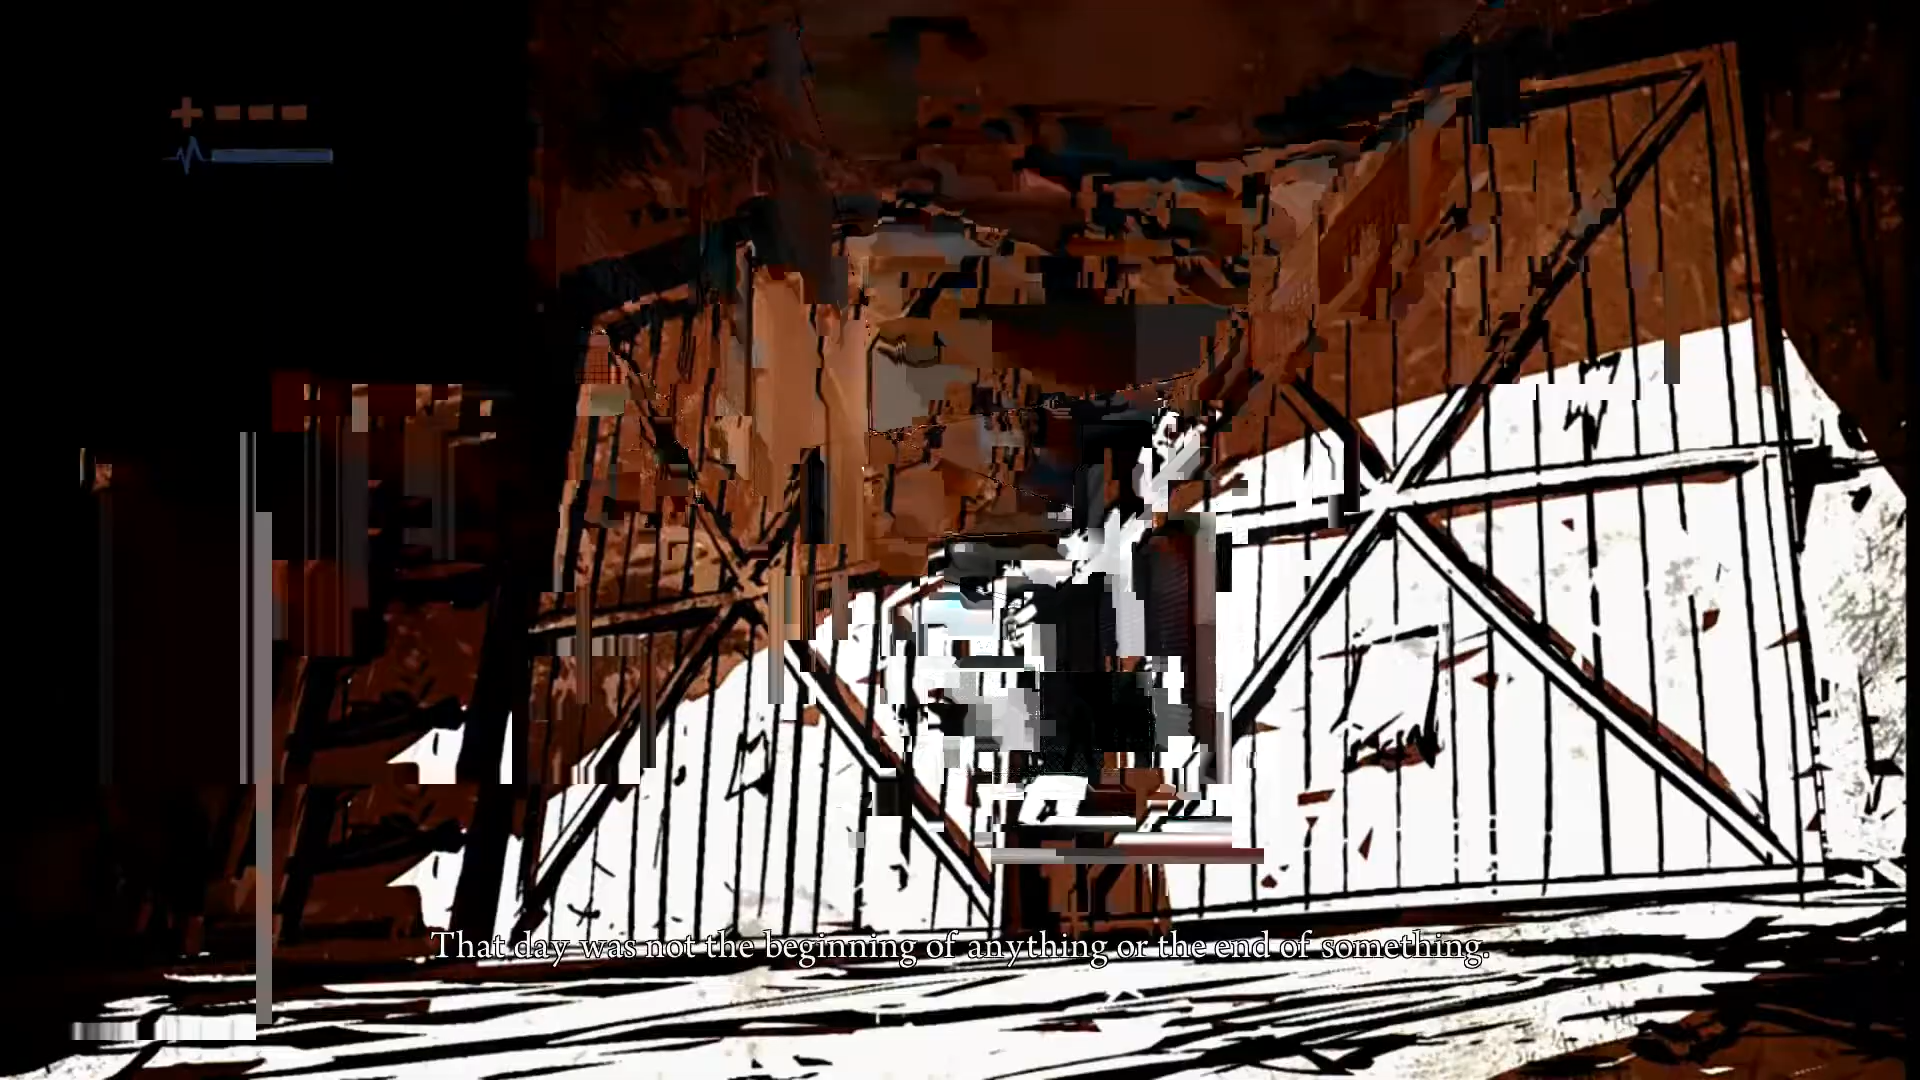 That day was not the beginning of anything or the end of something.